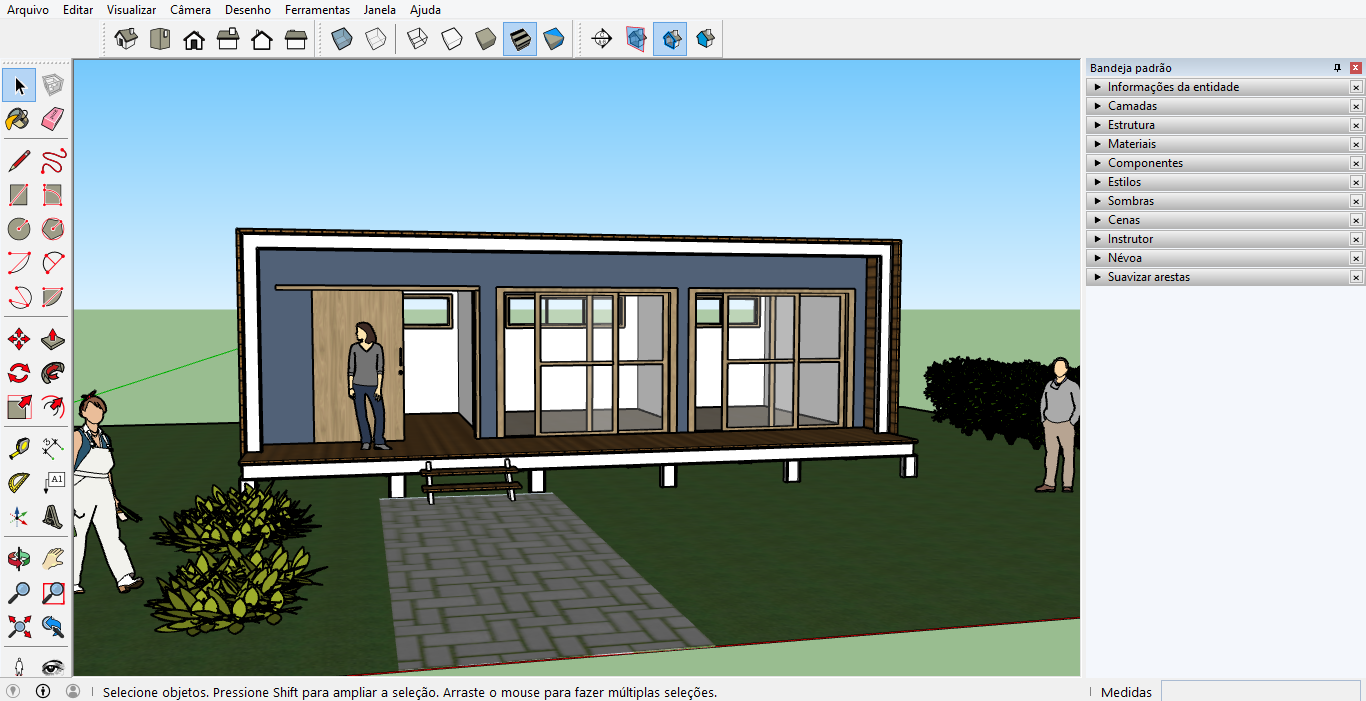 Arquivo Editar Visualizar Câmera Desenho Ferramentas Janela Ajuda
Bandeja padrão
Informações da entidade
Camadas
Estrutura
Materiais
Componentes
Estilos
Sombras
Cenas
Instrutor
Névoa
Suavizar arestas
A1
Selecione objetos. Pressione Shift para ampliar a seleção. Arraste o mouse para fazer múltiplas seleções.
Medidas